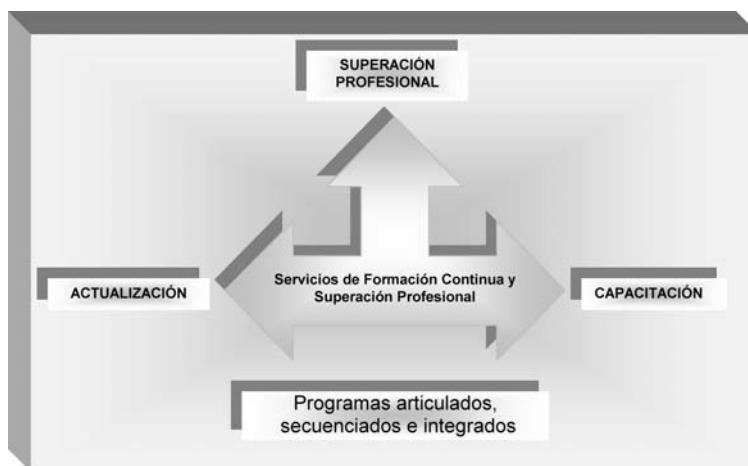 SUPERACIÓN
PROFESIONAL
Servicios de Formación Continua y
Superación Profesional
ACTUALIZACIÓN
CAPACITACIÓN
Programas articulados,
secuenciados e integrados